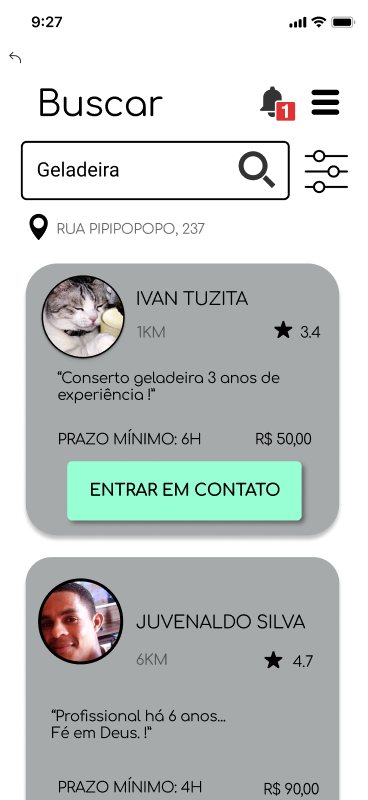 9:27
Buscar
1
Geladeira
RUA PIPIPOPOPO, 237
IVAN TUZITA
1KM
3.4
“Conserto geladeira 3 anos de
experiência !”
PRAZO MÍNIMO: 6H
R$ 50,00
ENTRAR EM CONTATO
JUVENALDO SILVA
6KM
4.7
“Profissional há 6 anos...
Fé em Deus. !”
PRAZO MÍNIMO: 4H
R$ 90,00